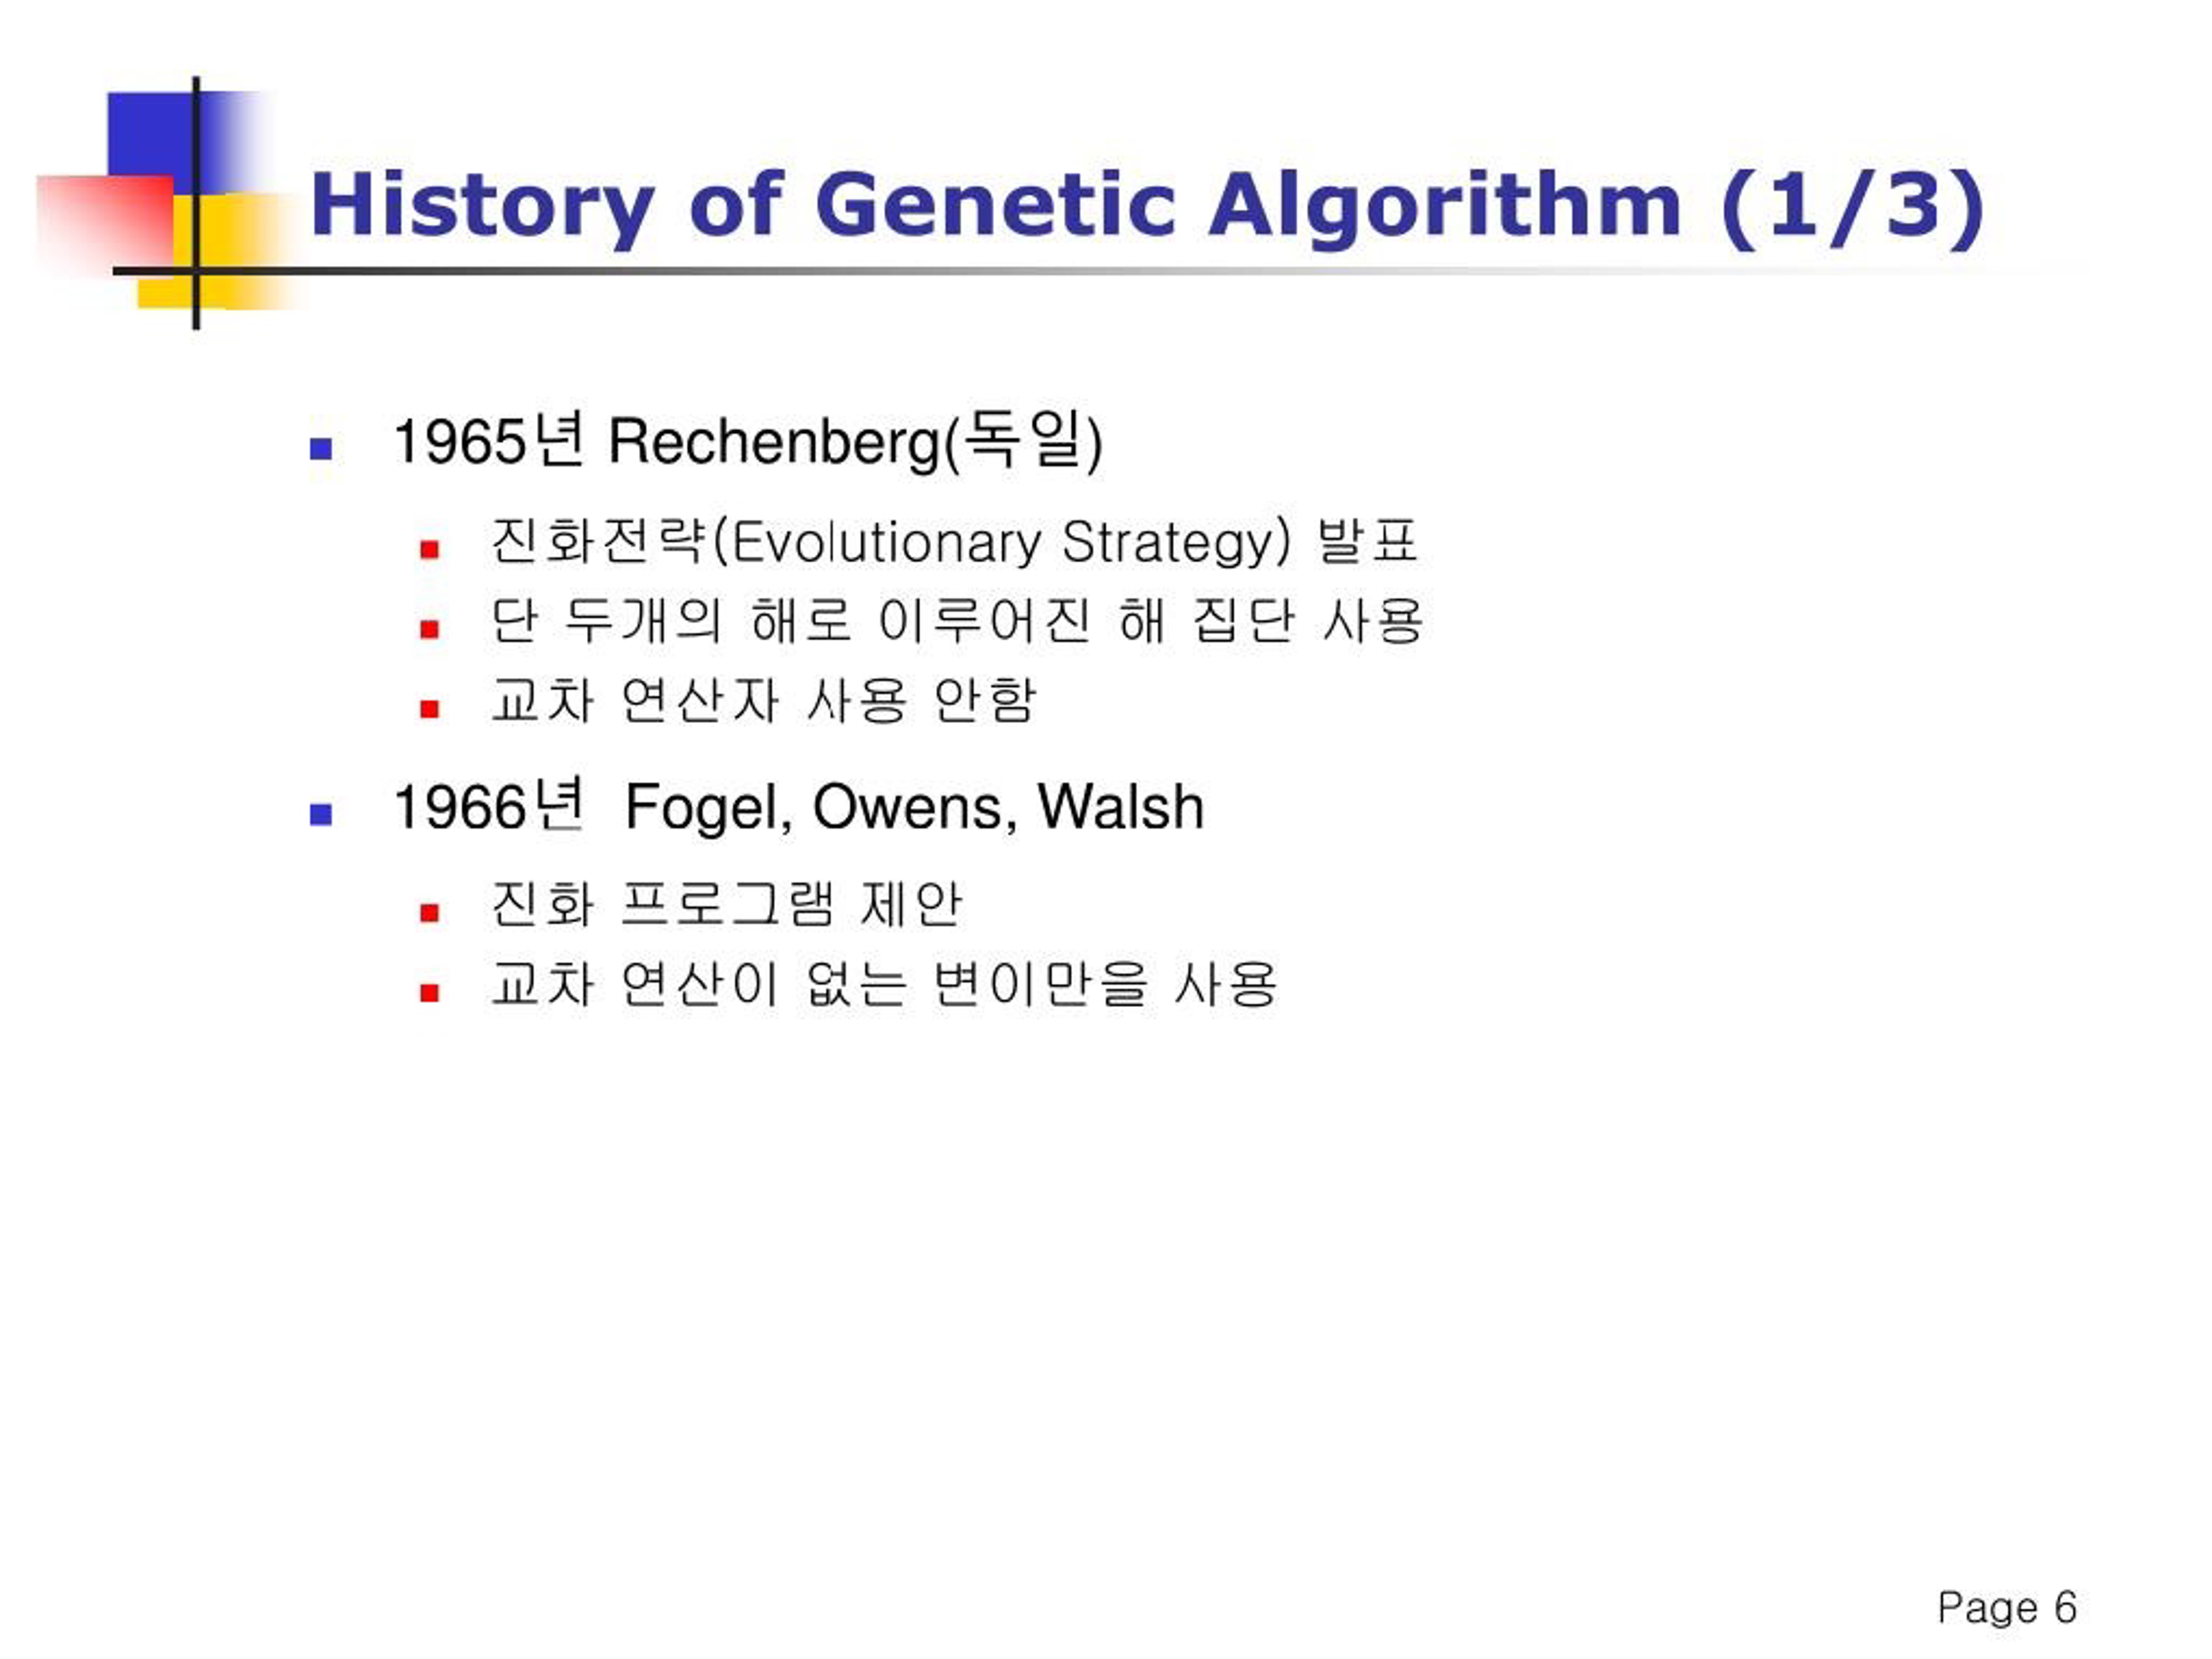 History of Genetic Algorithm (1/3)
1965년 Rechenberg(독일)
진화전략(Evolutionary Strategy) 발표
단 두개의 해로 이루어진 해 집단 사용
교차 연산자 사용 안함
1966년 Fogel, Owens, Walsh
진화 프로그램 제안
교차 연산이 없는 변이만을 사용
Page 6